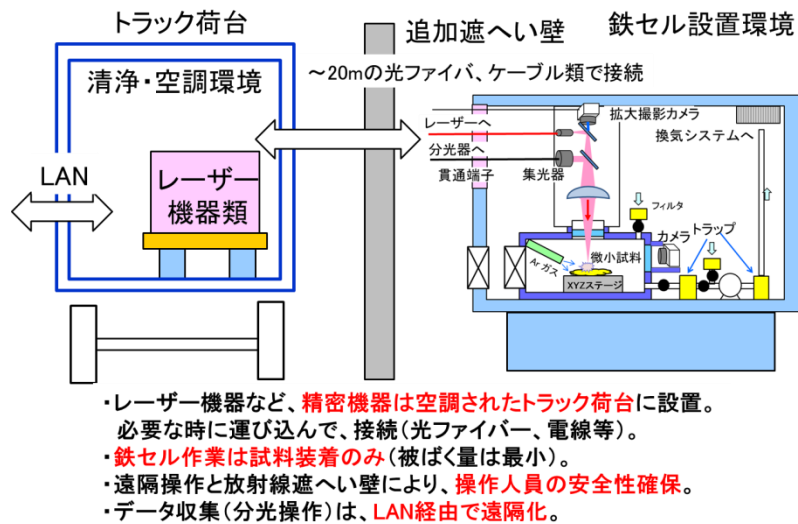 トラック荷台
追加遮へい壁
鉄セル設置環境
清浄・空調環境
～20mの光ファイバ、ケーブル類で接続
拡大撮影カメラ
レーザーへ
換気システムへ
分光器へ
貫通端子
集光器
LAN
レーザー
機器類
フィルタ
カメラ
トラップ
Ar ガス
微小試料
XYZステージ
・レーザー機器など、精密機器は空調されたトラック荷台に設置。
必要な時に運び込んで、接続（光ファイバー、電線等）。
・鉄セル作業は試料装着のみ（被ばく量は最小）。
・遠隔操作と放射線遮へい壁により、操作人員の安全性確保。
・データ収集（分光操作）は、LAN経由で遠隔化。